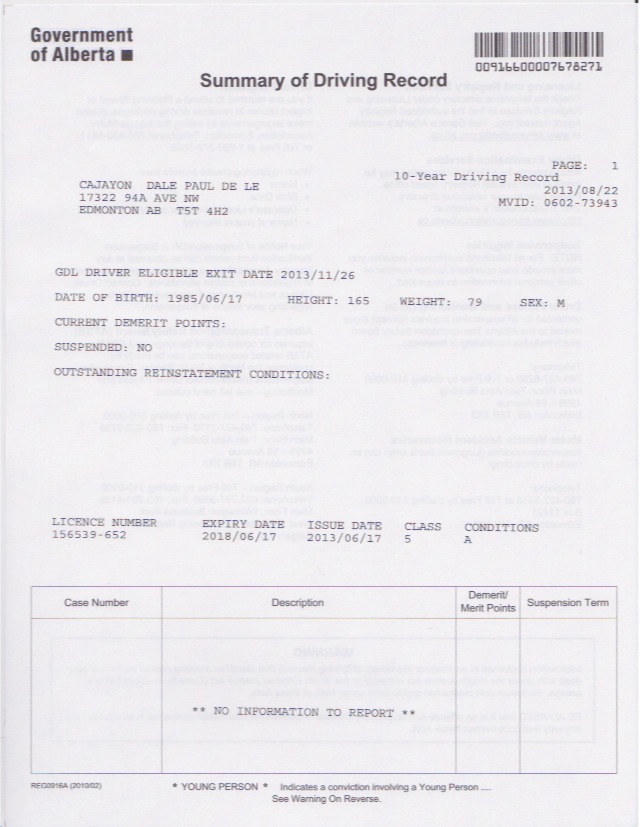 Government
of Alberta
00916600007678271
Summary of Driving Record
PAGE: 1
10-Year Driving Record
2013/08/22
MVID: 0602-73943
CAJAYON DALE PAUL DE LE
17322 94A AVE NW
EDMONTON AB T5T 4H2
GDL DRIVER ELIGIBLE EXIT DATE 2013/11/26
DATE OF BIRTH: 1985/06/17 HEIGHT: 165 WEIGHT: 79 SEX: M
CURRENT DEMERIT POINTS:
SUSPENDED: NO
OUTSTANDING REINSTATEMENT CONDITIONS:
LICENCE NUMBER EXPIRY DATE ISSUE DATE CLASS CONDITIONS
156539-652 2018/06/17 2013/06/17 5 A
Case Number Description Demerit/ Merit Points Suspension Term
** NO INFORMATION TO REPORT **
REG0916A (2010/02) * YOUNG PERSON * Indicates a conviction involving a Young Person ....
See Warning On Reverse.